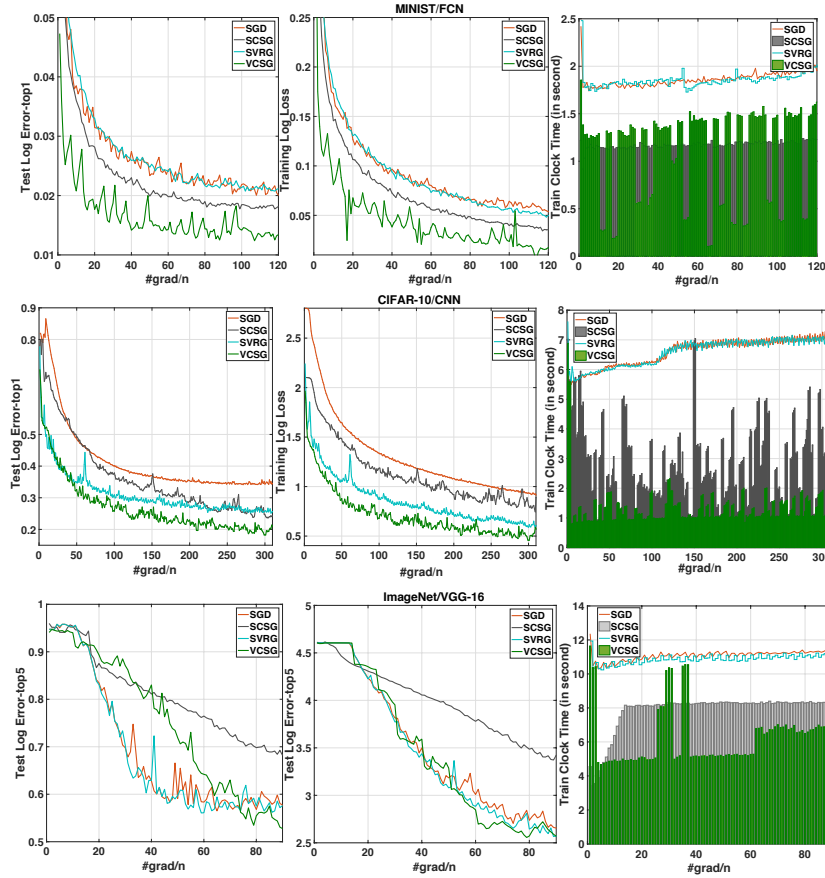 MINIST/FCN
Test Log Error-top1
0.05
0.04
0.03
0.02
0.01
0 20 40 60 80 100 120
#grad/n
SGD
SCSG
SVRG
VCSG
Training Log Loss
0.25
0.2
0.15
0.1
0.05
0 20 40 60 80 100 120
#grad/n
SGD
SCSG
SVRG
VCSG
Train Clock Time (in second)
2.5
2
1.5
1
0.5
0
0 20 40 60 80 100 120
#grad/n
SGD
SCSG
SVRG
VCSG
CIFAR-10/CNN
Test Log Error-top1
0.9
0.8
0.5
0.4
0.3
0.2
0 50 100 150 200 250 300
#grad/n
SGD
SCSG
SVRG
VCSG
Training Log Loss
2.5
2
1.5
1
0.5
0 50 100 150 200 250 300
#grad/n
SGD
SCSG
SVRG
VCSG
Train Clock Time (in second)
8
7
6
5
4
3
2
1
0
0 50 100 150 200 250 300
#grad/n
SGD
SCSG
SVRG
VCSG
ImageNet/VGG-16
Test Log Error-top5
1
0.9
0.8
0.7
0.6
0.5
0 20 40 60 80
#grad/n
SGD
SCSG
SVRG
VCSG
Test Log Error-top5
5
4.5
4
3.5
3
2.5
0 20 40 60 80
#grad/n
SGD
SCSG
SVRG
VCSG
Train Clock Time (in second)
14
12
10
8
6
4
2
0
0 20 40 60 80
#grad/n
SGD
SCSG
SVRG
VCSG